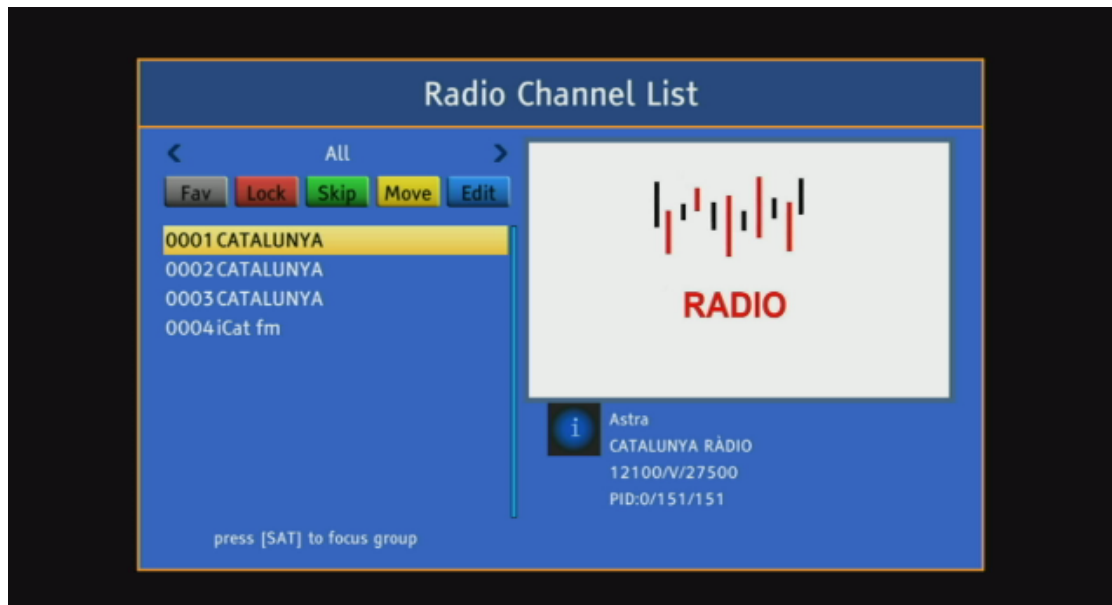 Radio Channel List
All
Fav Lock Skip Move Edit
0001 CATALUNYA
0002 CATALUNYA
0003 CATALUNYA
0004 iCat fm
press [SAT] to focus group
RADIO
i
Astra
CATALUNYA RÀDIO
12100/V/27500
PID:0/151/151